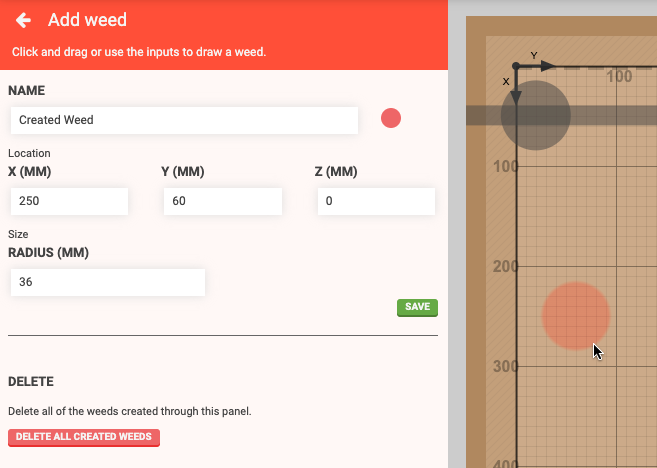 Add weed
Click and drag or use the inputs to draw a weed.
NAME
Created Weed
Location
X (MM) Y (MM) Z (MM)
250 60 0
Size
RADIUS (MM)
36
SAVE
DELETE
Delete all of the weeds created through this panel.
DELETE ALL CREATED WEEDS
Y
100
X
100
200
300
400